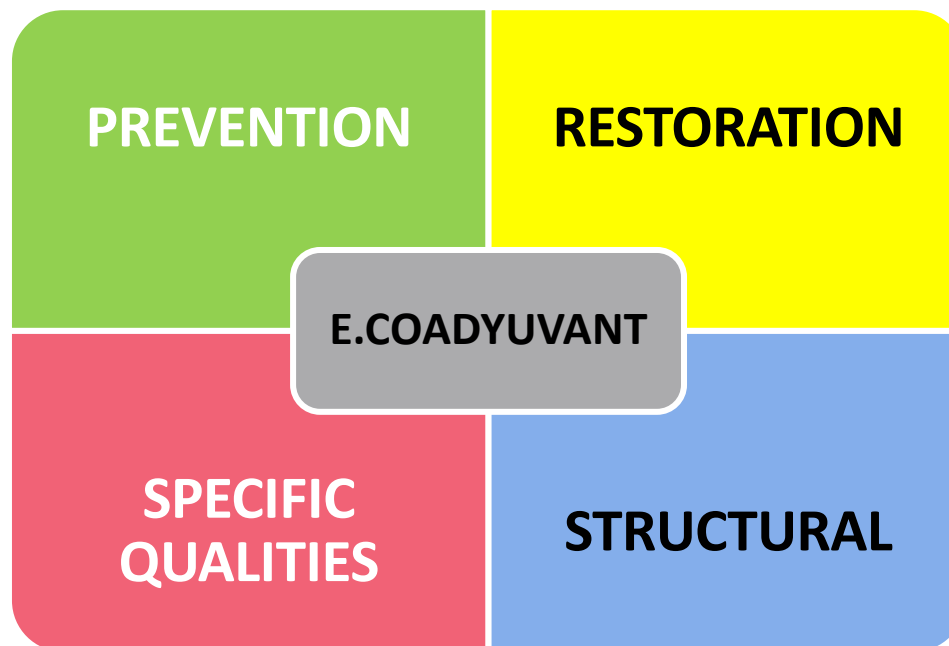 PREVENTION
RESTORATION
E.COADYUVANT
SPECIFIC
QUALITIES
STRUCTURAL